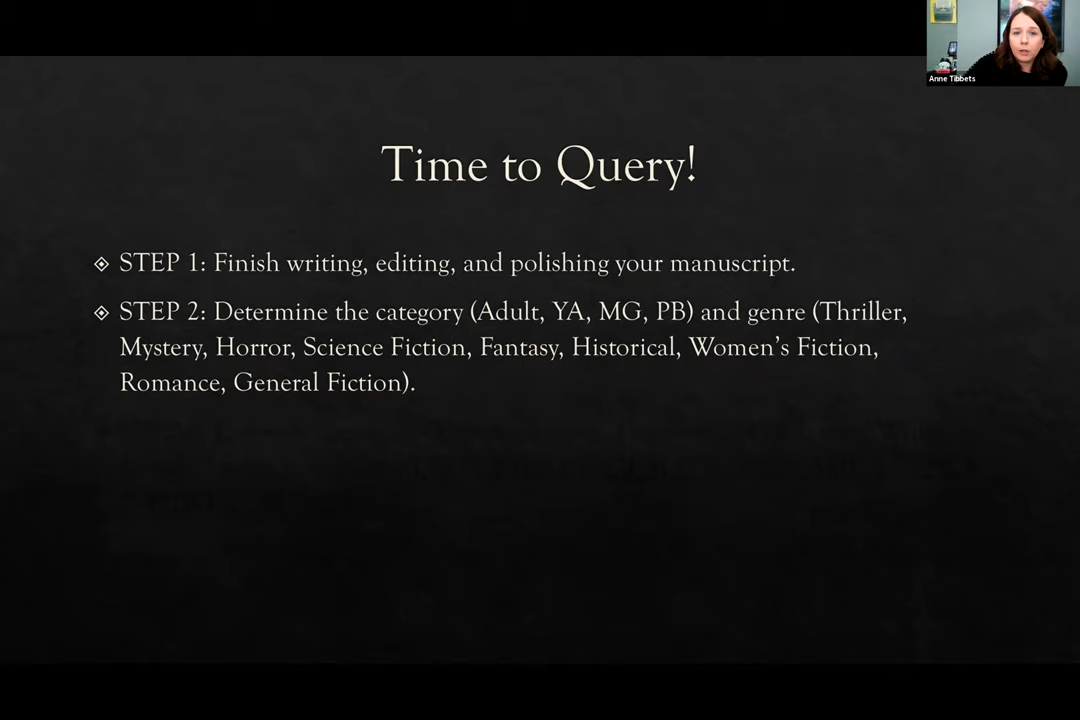 Anne Tibbets
Time to Query!
STEP 1: Finish writing, editing, and polishing your manuscript.
STEP 2: Determine the category (Adult, YA, MG, PB) and genre (Thriller,
Mystery, Horror, Science Fiction, Fantasy, Historical, Women’s Fiction,
Romance, General Fiction).